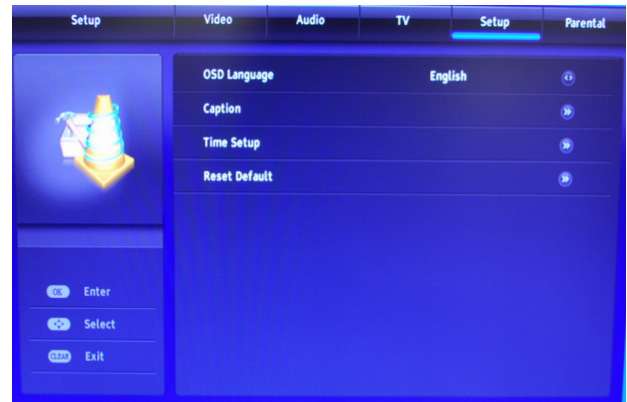 Setup Video Audio TV Setup Parental
OSD Language English
Caption
Time Setup
Reset Default
OK Enter
Select
CLEAR Exit